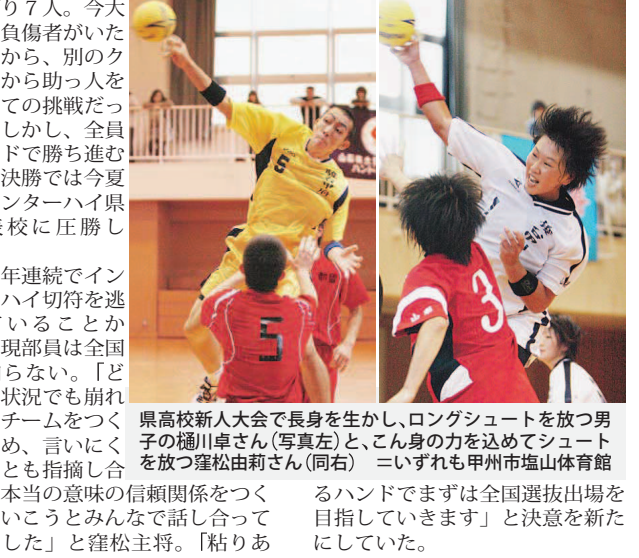 り７人。今大
負傷者がいた
から、別のク
から助っ人を
ての挑戦だっ
しかし、全員
ドで勝ち進む
決勝では今夏
ンターハイ県
校に圧勝し
年連続でイン
ハイ切符を逃
いることか
現部員は全国
らない。「ど
状況でも崩れ
チームをつく
め、言いにく
とも指摘し合
本当の意味の信頼関係をつく
いこうとみんなで話し合って
した」と窪松主将。「粘りあ
るハンドでまずは全国選抜出場を
目指していきます」と決意を新た
にしていた。
県高校新人大会で長身を生かし、ロングシュートを放つ男
子の樋川卓さん（写真左）と、こん身の力を込めてシュート
を放つ窪松由莉さん（同右）　＝いずれも甲州市塩山体育館
5
5
3